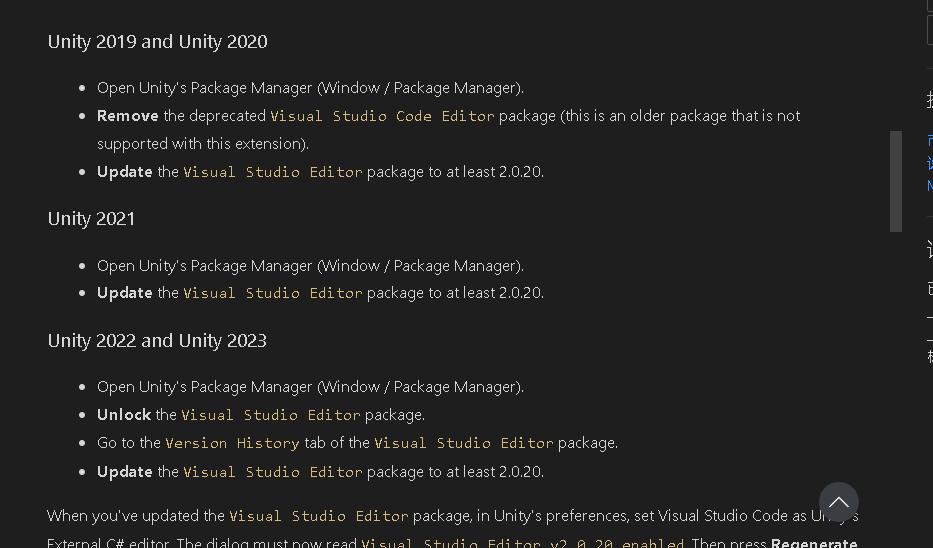 Unity 2019 and Unity 2020
Open Unity's Package Manager (Window / Package Manager).
Remove the deprecated Visual Studio Code Editor package (this is an older package that is not
supported with this extension).
Update the Visual Studio Editor package to at least 2.0.20.
Unity 2021
Open Unity's Package Manager (Window / Package Manager).
Update the Visual Studio Editor package to at least 2.0.20.
Unity 2022 and Unity 2023
Open Unity's Package Manager (Window / Package Manager).
Unlock the Visual Studio Editor package.
Go to the Version History tab of the Visual Studio Editor package.
Update the Visual Studio Editor package to at least 2.0.20.
When you've updated the Visual Studio Editor package, in Unity's preferences, set Visual Studio Code as Unity's
External C# editor. The dialog must now read Visual Studio Editor v2.0.20 enabled. Then press Regenerate